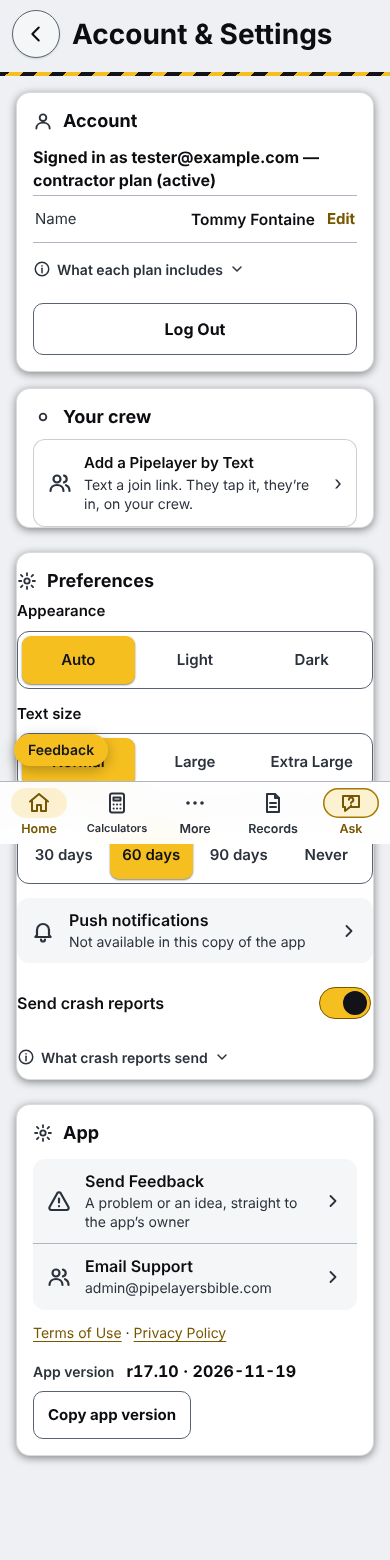 Account & Settings
Account
Signed in as tester@example.com —
contractor plan (active)
Name Tommy Fontaine Edit
What each plan includes
Log Out
Your crew
Add a Pipelayer by Text
Text a join link. They tap it, they’re
in, on your crew.
Preferences
Appearance
Auto Light Dark
Text size
Feedback
Large Extra Large
Home Calculators More Records Ask
30 days 60 days 90 days Never
Push notifications
Not available in this copy of the app
Send crash reports
What crash reports send
App
Send Feedback
A problem or an idea, straight to
the app’s owner
Email Support
admin@pipelayersbible.com
Terms of Use · Privacy Policy
App version r17.10 · 2026-11-19
Copy app version